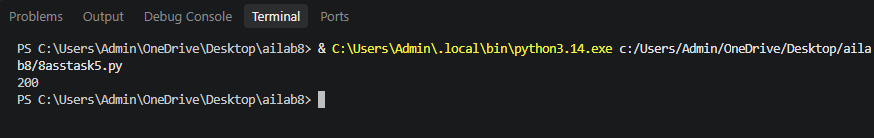 Problems Output Debug Console Terminal Ports
PS C:\Users\Admin\OneDrive\Desktop\ailab8> & C:\Users\Admin\.local\bin\python3.14.exe c:/Users/Admin/OneDrive/Desktop/aila
b8/8asstask5.py
200
PS C:\Users\Admin\OneDrive\Desktop\ailab8>